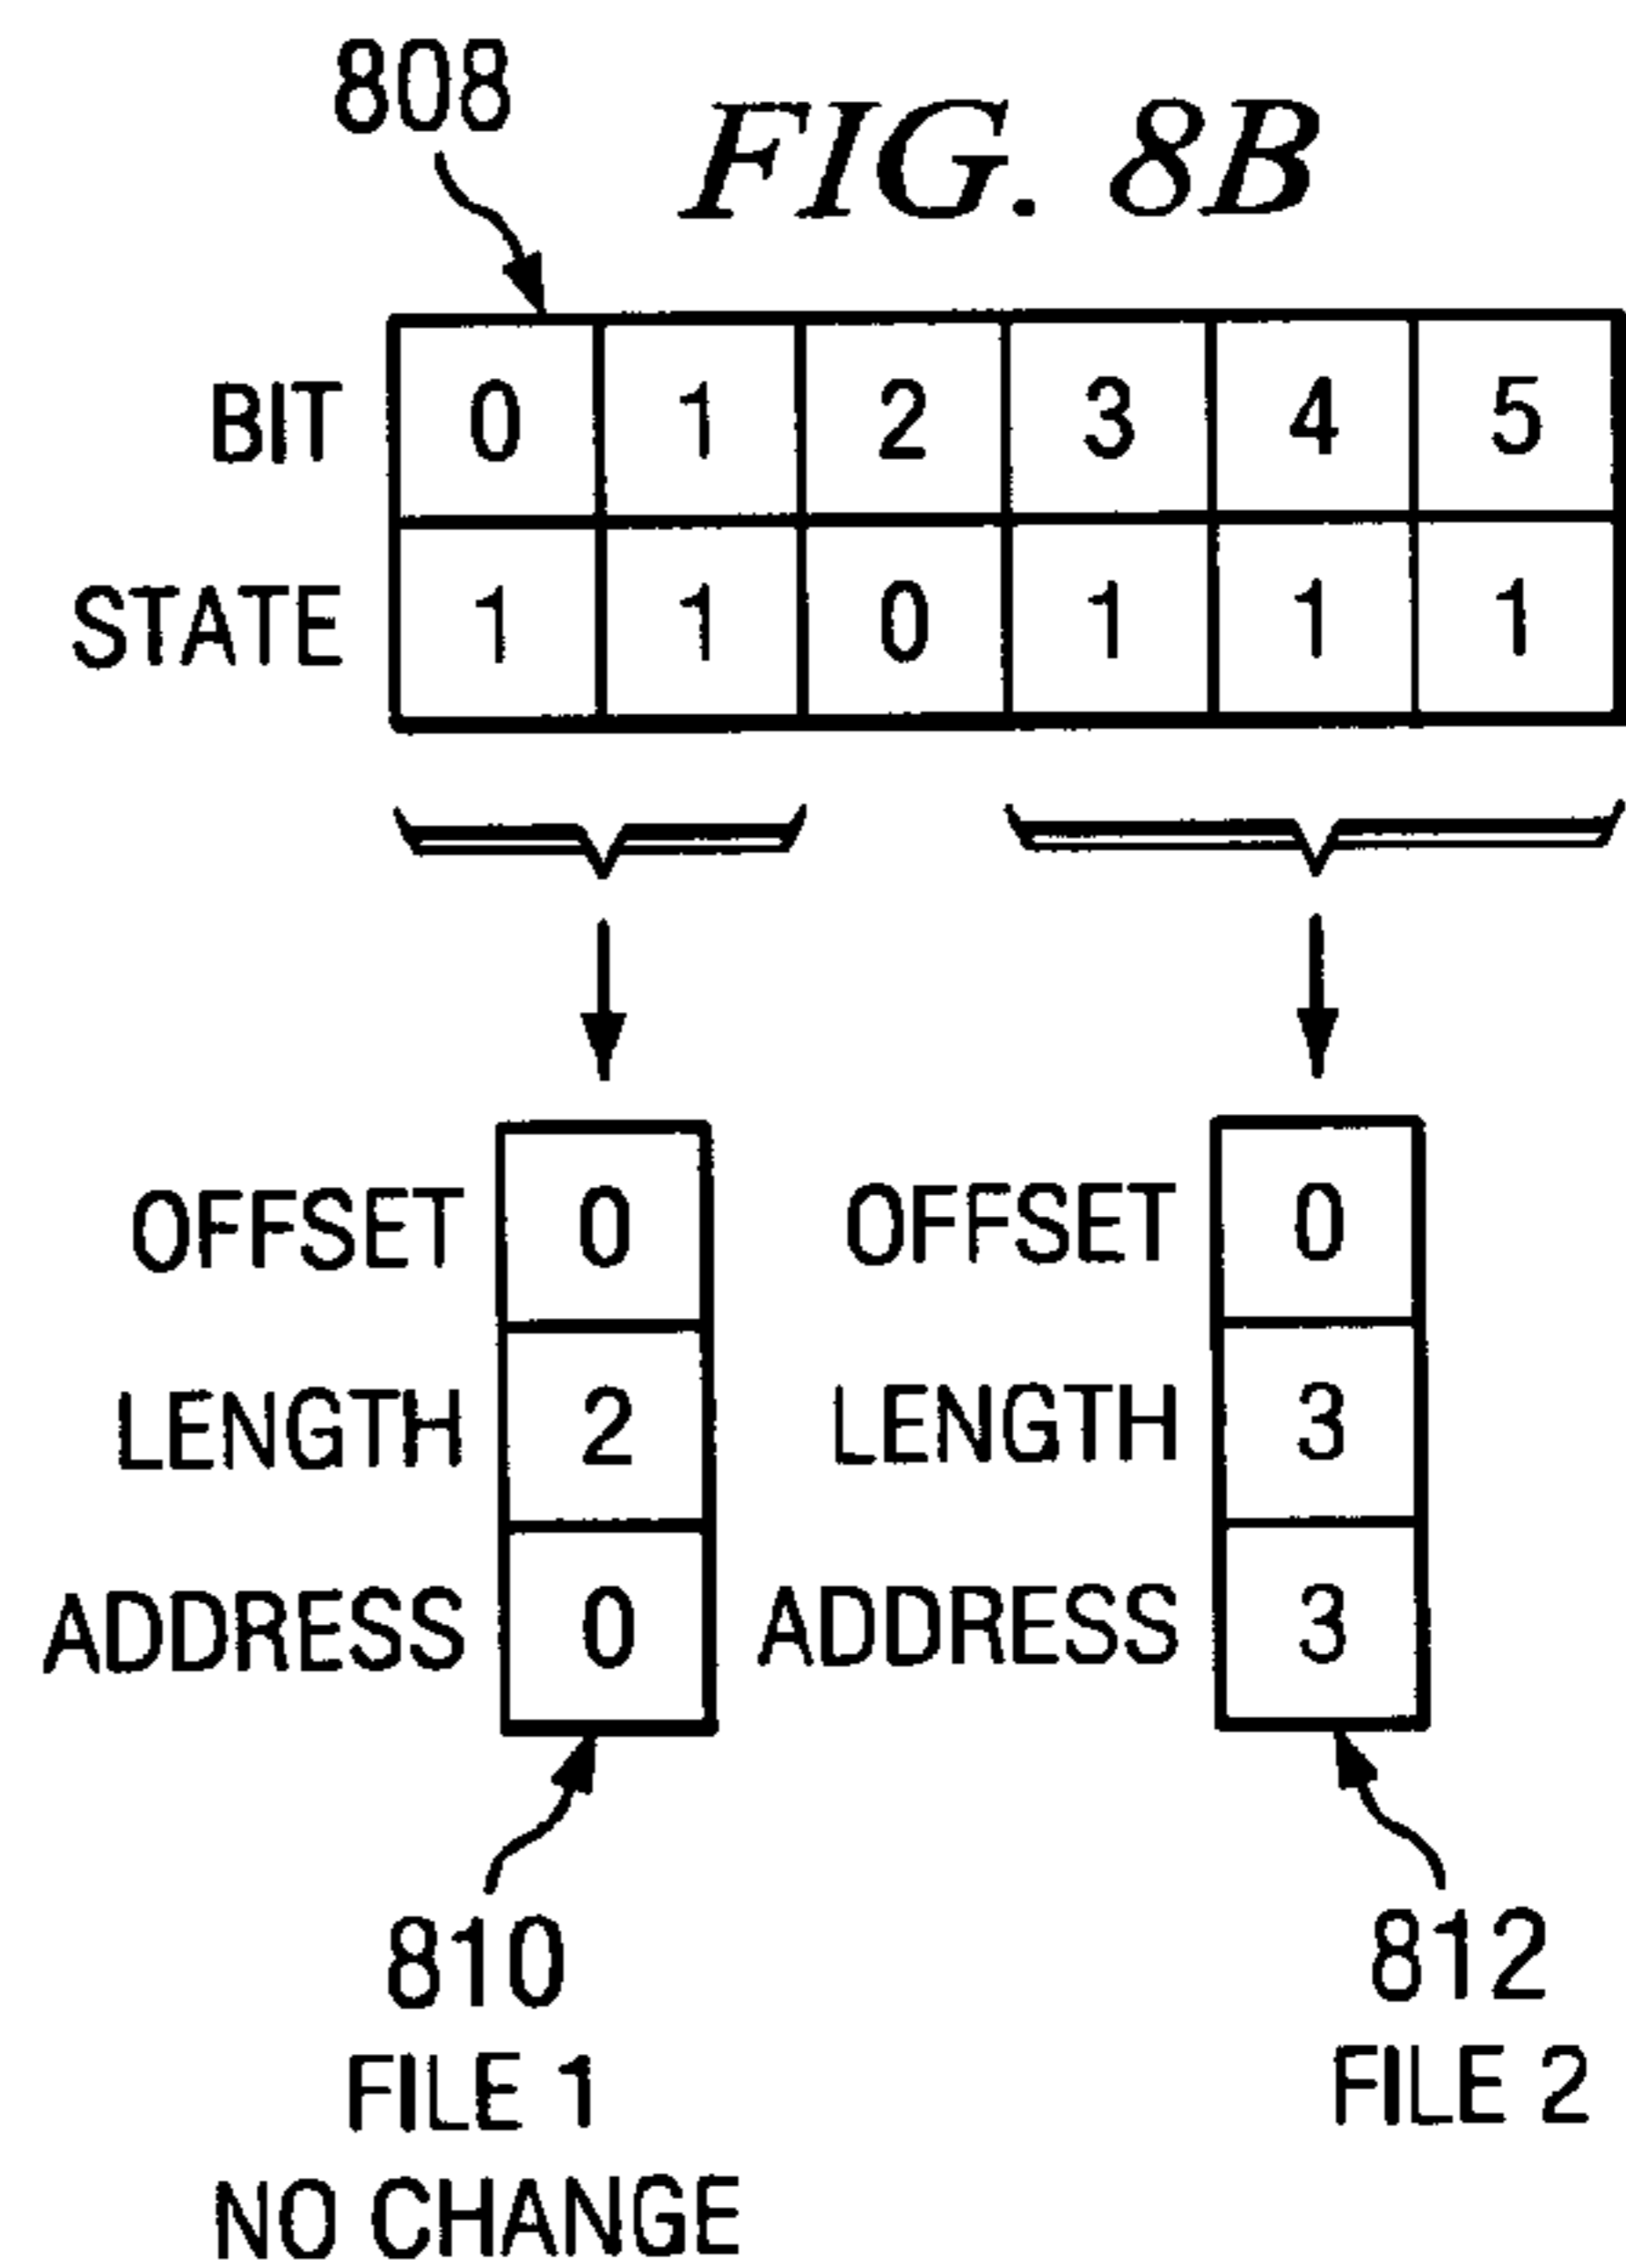 808
FIG. 8B
BIT 0 1 2 3 4 5
STATE 1 1 0 1 1 1
OFFSET 0 OFFSET 0
LENGTH 2 LENGTH 3
ADDRESS 0 ADDRESS 3
810 812
FILE 1 FILE 2
NO CHANGE